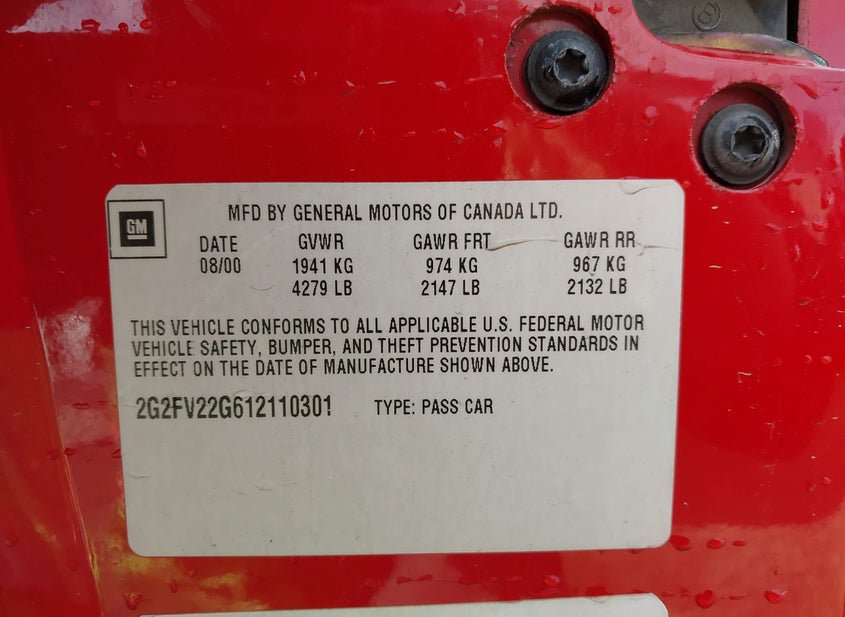 GM
MFD BY GENERAL MOTORS OF CANADA LTD.
DATE GVWR GAWR FRT GAWR RR
08/00 1941 KG 974 KG 967 KG
4279 LB 2147 LB 2132 LB
THIS VEHICLE CONFORMS TO ALL APPLICABLE U.S. FEDERAL MOTOR
VEHICLE SAFETY, BUMPER, AND THEFT PREVENTION STANDARDS IN
EFFECT ON THE DATE OF MANUFACTURE SHOWN ABOVE.
2G2FV22G612110301 TYPE: PASS CAR